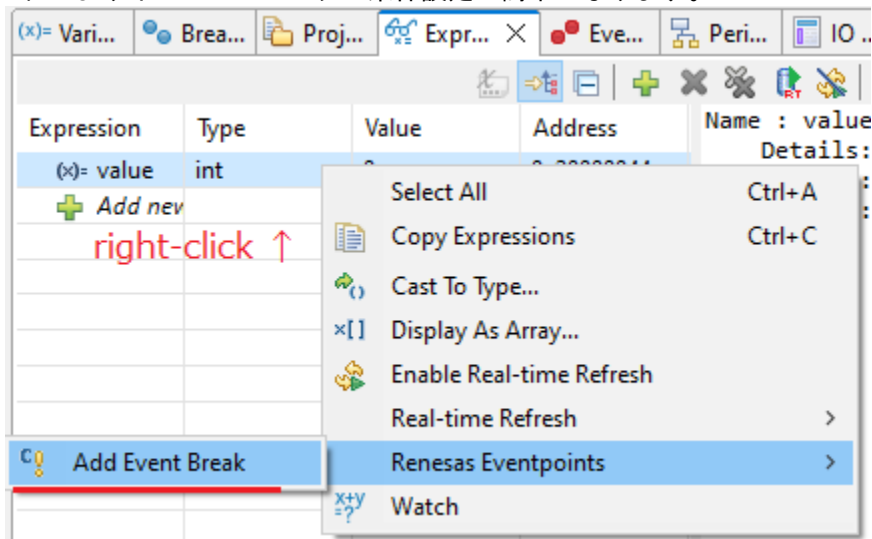 (x)= Vari... Brea... Proj... Expr... Eve... Peri... IO ..
Expression Type Value Address
Name : value
Details:
(x)= value int
Add new
right-click ↑
Select All Ctrl+A
Copy Expressions Ctrl+C
Cast To Type...
×[] Display As Array...
Enable Real-time Refresh
Real-time Refresh >
Add Event Break
Renesas Eventpoints >
x+y=? Watch